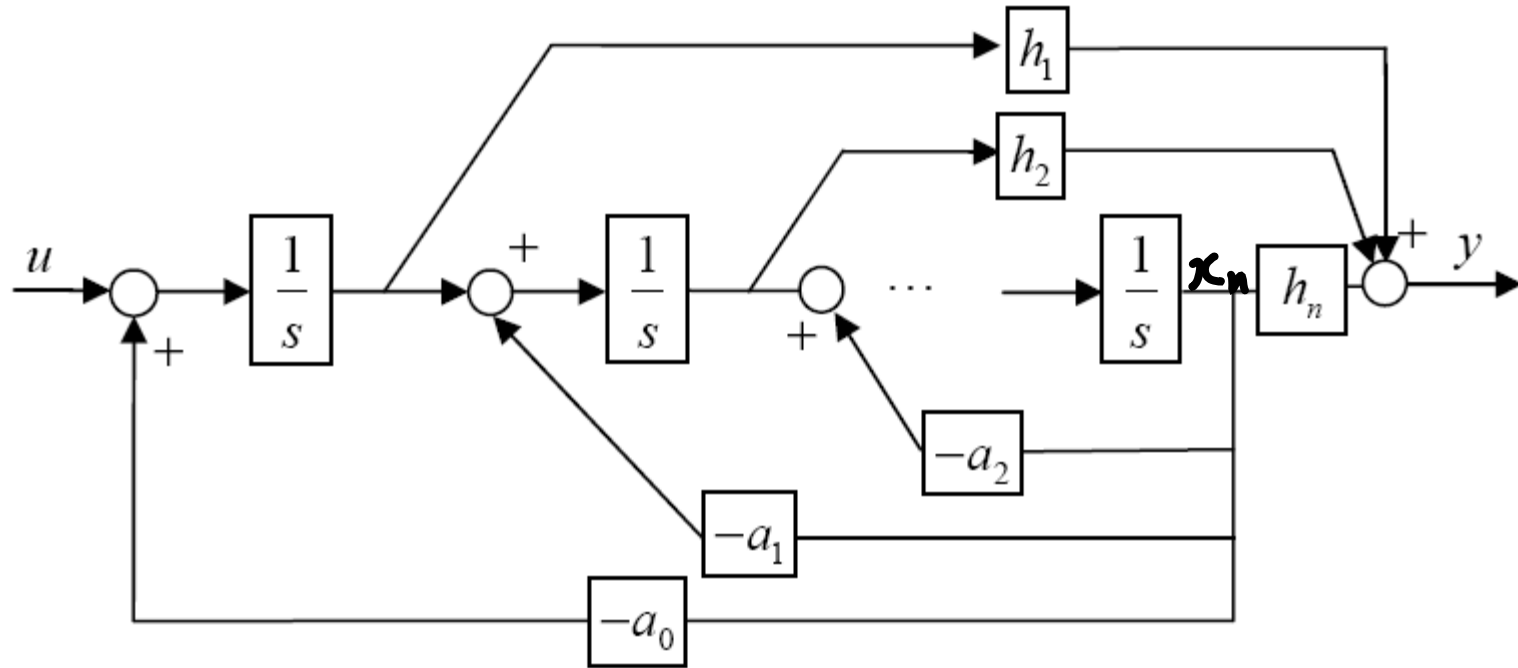 h₁
h₂
u + 1/s + 1/s + ... 1/s xₙ hₙ + y
+
-a₂
-a₁
-a₀